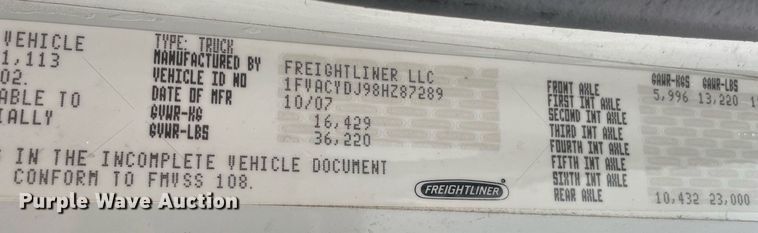 VEHICLE
1,113
02.
ABLE TO
IALLY
TYPE: TRUCK
MANUFACTURED BY FREIGHTLINER LLC
VEHICLE ID NO 1FVACYDJ98HZ87289
DATE OF MFR 10/07
GVWR-KG 16,429
GVWR-LBS 36,220
IN THE INCOMPLETE VEHICLE DOCUMENT
CONFORM TO FMVSS 108.
FREIGHTLINER
GAWR-KGS GAWR-LBS
FRONT AXLE 5,996 13,220
FIRST INT AXLE
SECOND INT AXLE
THIRD INT AXLE
FOURTH INT AXLE
FIFTH INT AXLE
SIXTH INT AXLE
REAR AXLE 10,432 23,000
Purple Wave Auction